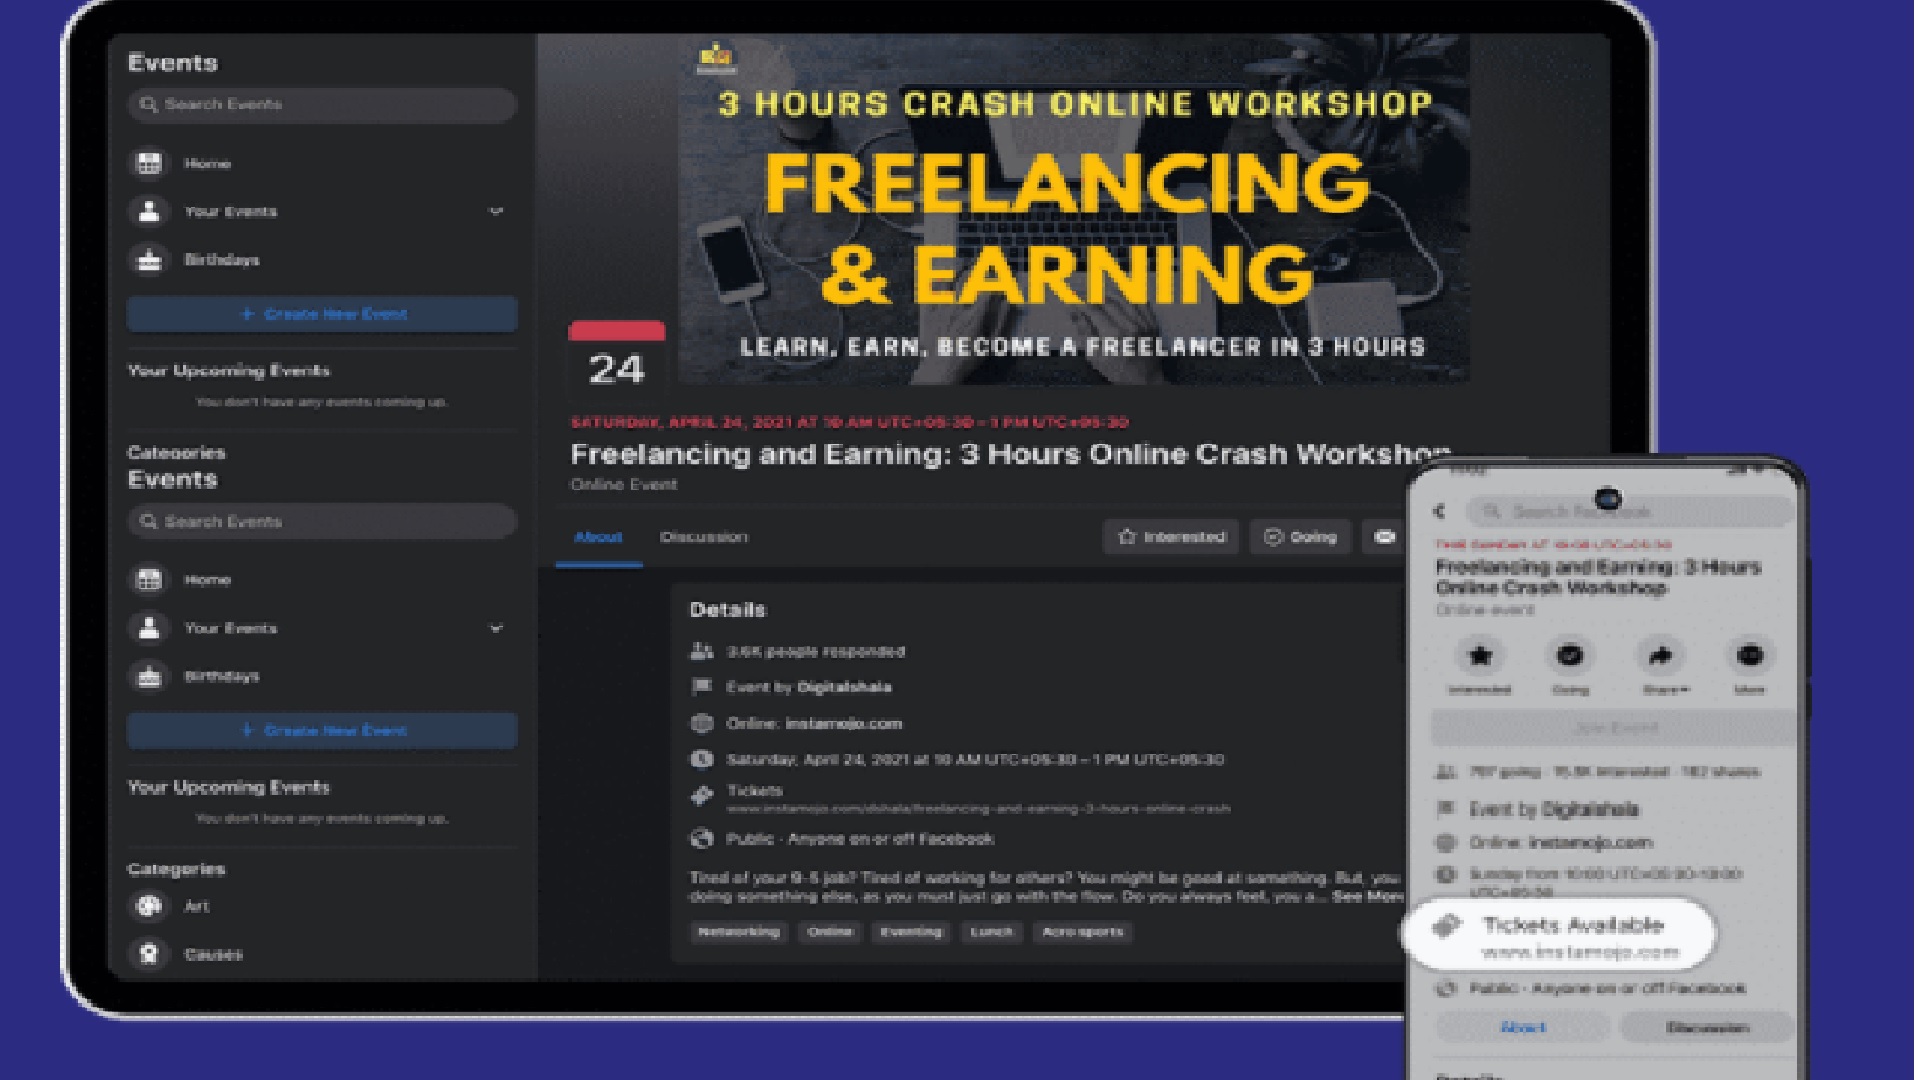 Events
Search Events
Home
Your Events
Birthdays
+ Create New Event
Your Upcoming Events
You don't have any events coming up.
Categories
Events
Search Events
Home
Your Events
Birthdays
+ Create New Event
Your Upcoming Events
You don't have any events coming up.
Categories
Art
Causes
3 HOURS CRASH ONLINE WORKSHOP
FREELANCING
& EARNING
LEARN, EARN, BECOME A FREELANCER IN 3 HOURS
24
SATURDAY, APRIL 24, 2021 AT 10 AM UTC+05:30 – 1 PM UTC+05:30
Freelancing and Earning: 3 Hours Online Crash Workshop
Online Event
About Discussion Interested Going
Details
3.6K people responded
Event by Digitalshala
Online: instamojo.com
Saturday, April 24, 2021 at 10 AM UTC+05:30 – 1 PM UTC+05:30
Tickets
www.instamojo.com/dshala/freelancing-and-earning-3-hours-online-crash
Public · Anyone on or off Facebook
Tired of your 9-5 job? Tired of working for others? You might be good at something. But, you
doing something else, as you must just go with the flow. Do you always feel, you a... See More
Networking Online Eventing Lunch Acro sports
Search Facebook
THIS SUNDAY AT 10:00 UTC+05:30
Freelancing and Earning: 3 Hours
Online Crash Workshop
Online event
Interested Going Share More
Join Event
going · interested · shares
Event by Digitalshala
Online: instamojo.com
Sunday from 10:00 UTC+05:30-13:00
UTC+05:30
Tickets Available
www.instamojo.com
Public · Anyone on or off Facebook
About Discussion